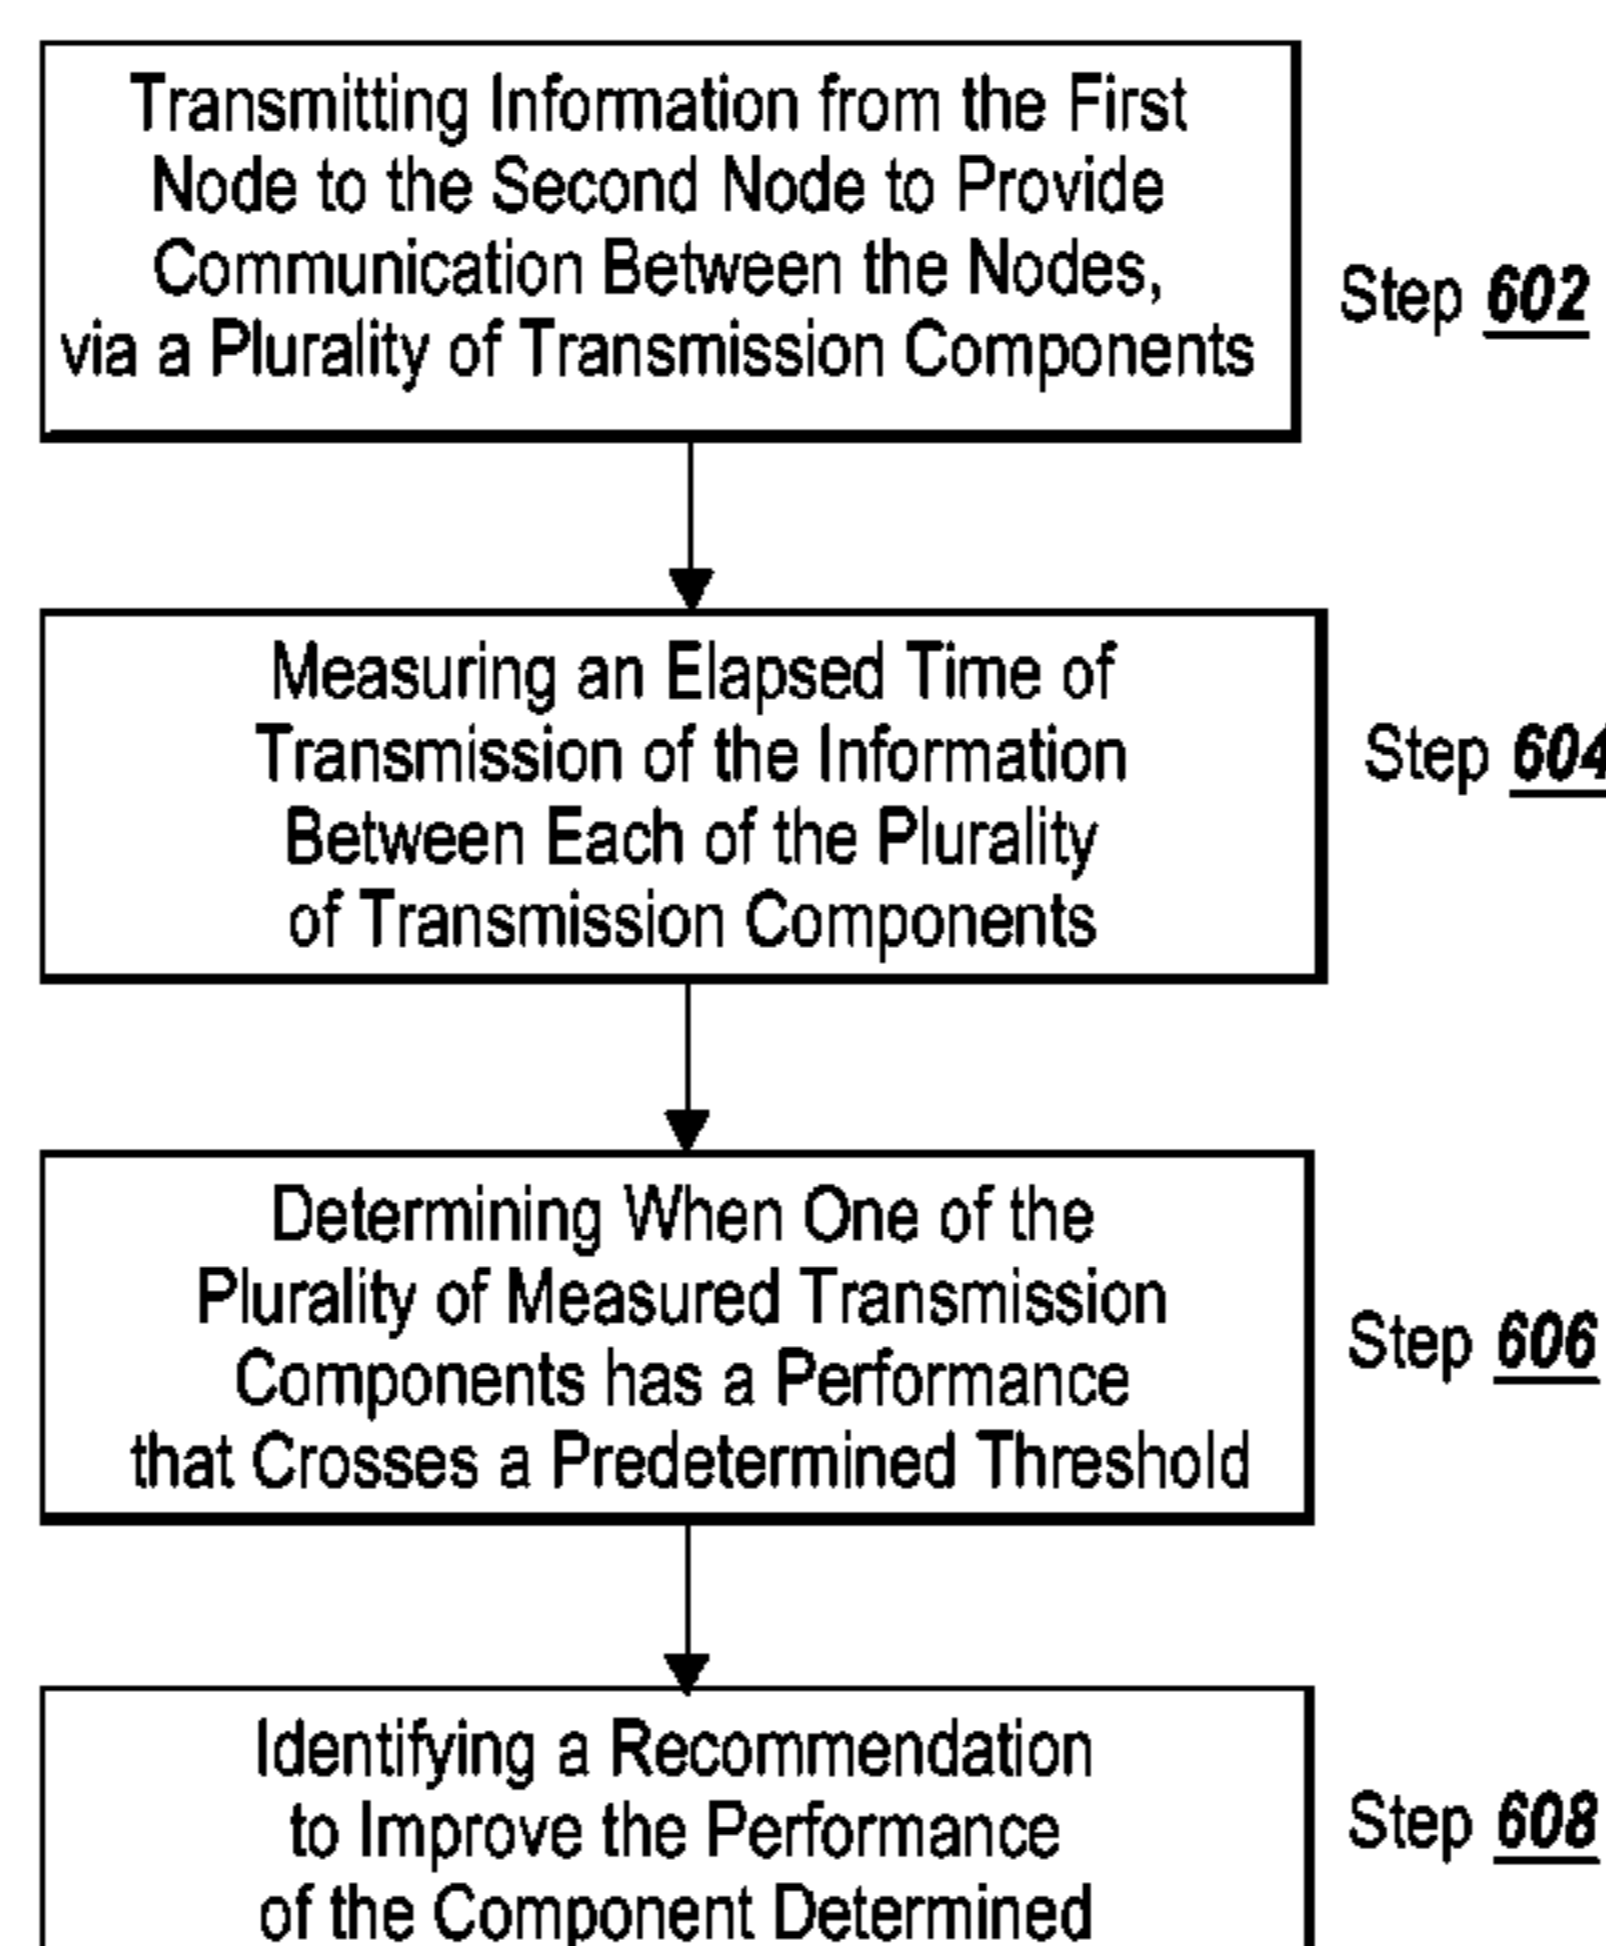 Transmitting Information from the First
Node to the Second Node to Provide
Communication Between the Nodes,
via a Plurality of Transmission Components
Step 602
Measuring an Elapsed Time of
Transmission of the Information
Between Each of the Plurality
of Transmission Components
Step 604
Determining When One of the
Plurality of Measured Transmission
Components has a Performance
that Crosses a Predetermined Threshold
Step 606
Identifying a Recommendation
to Improve the Performance
of the Component Determined
Step 608